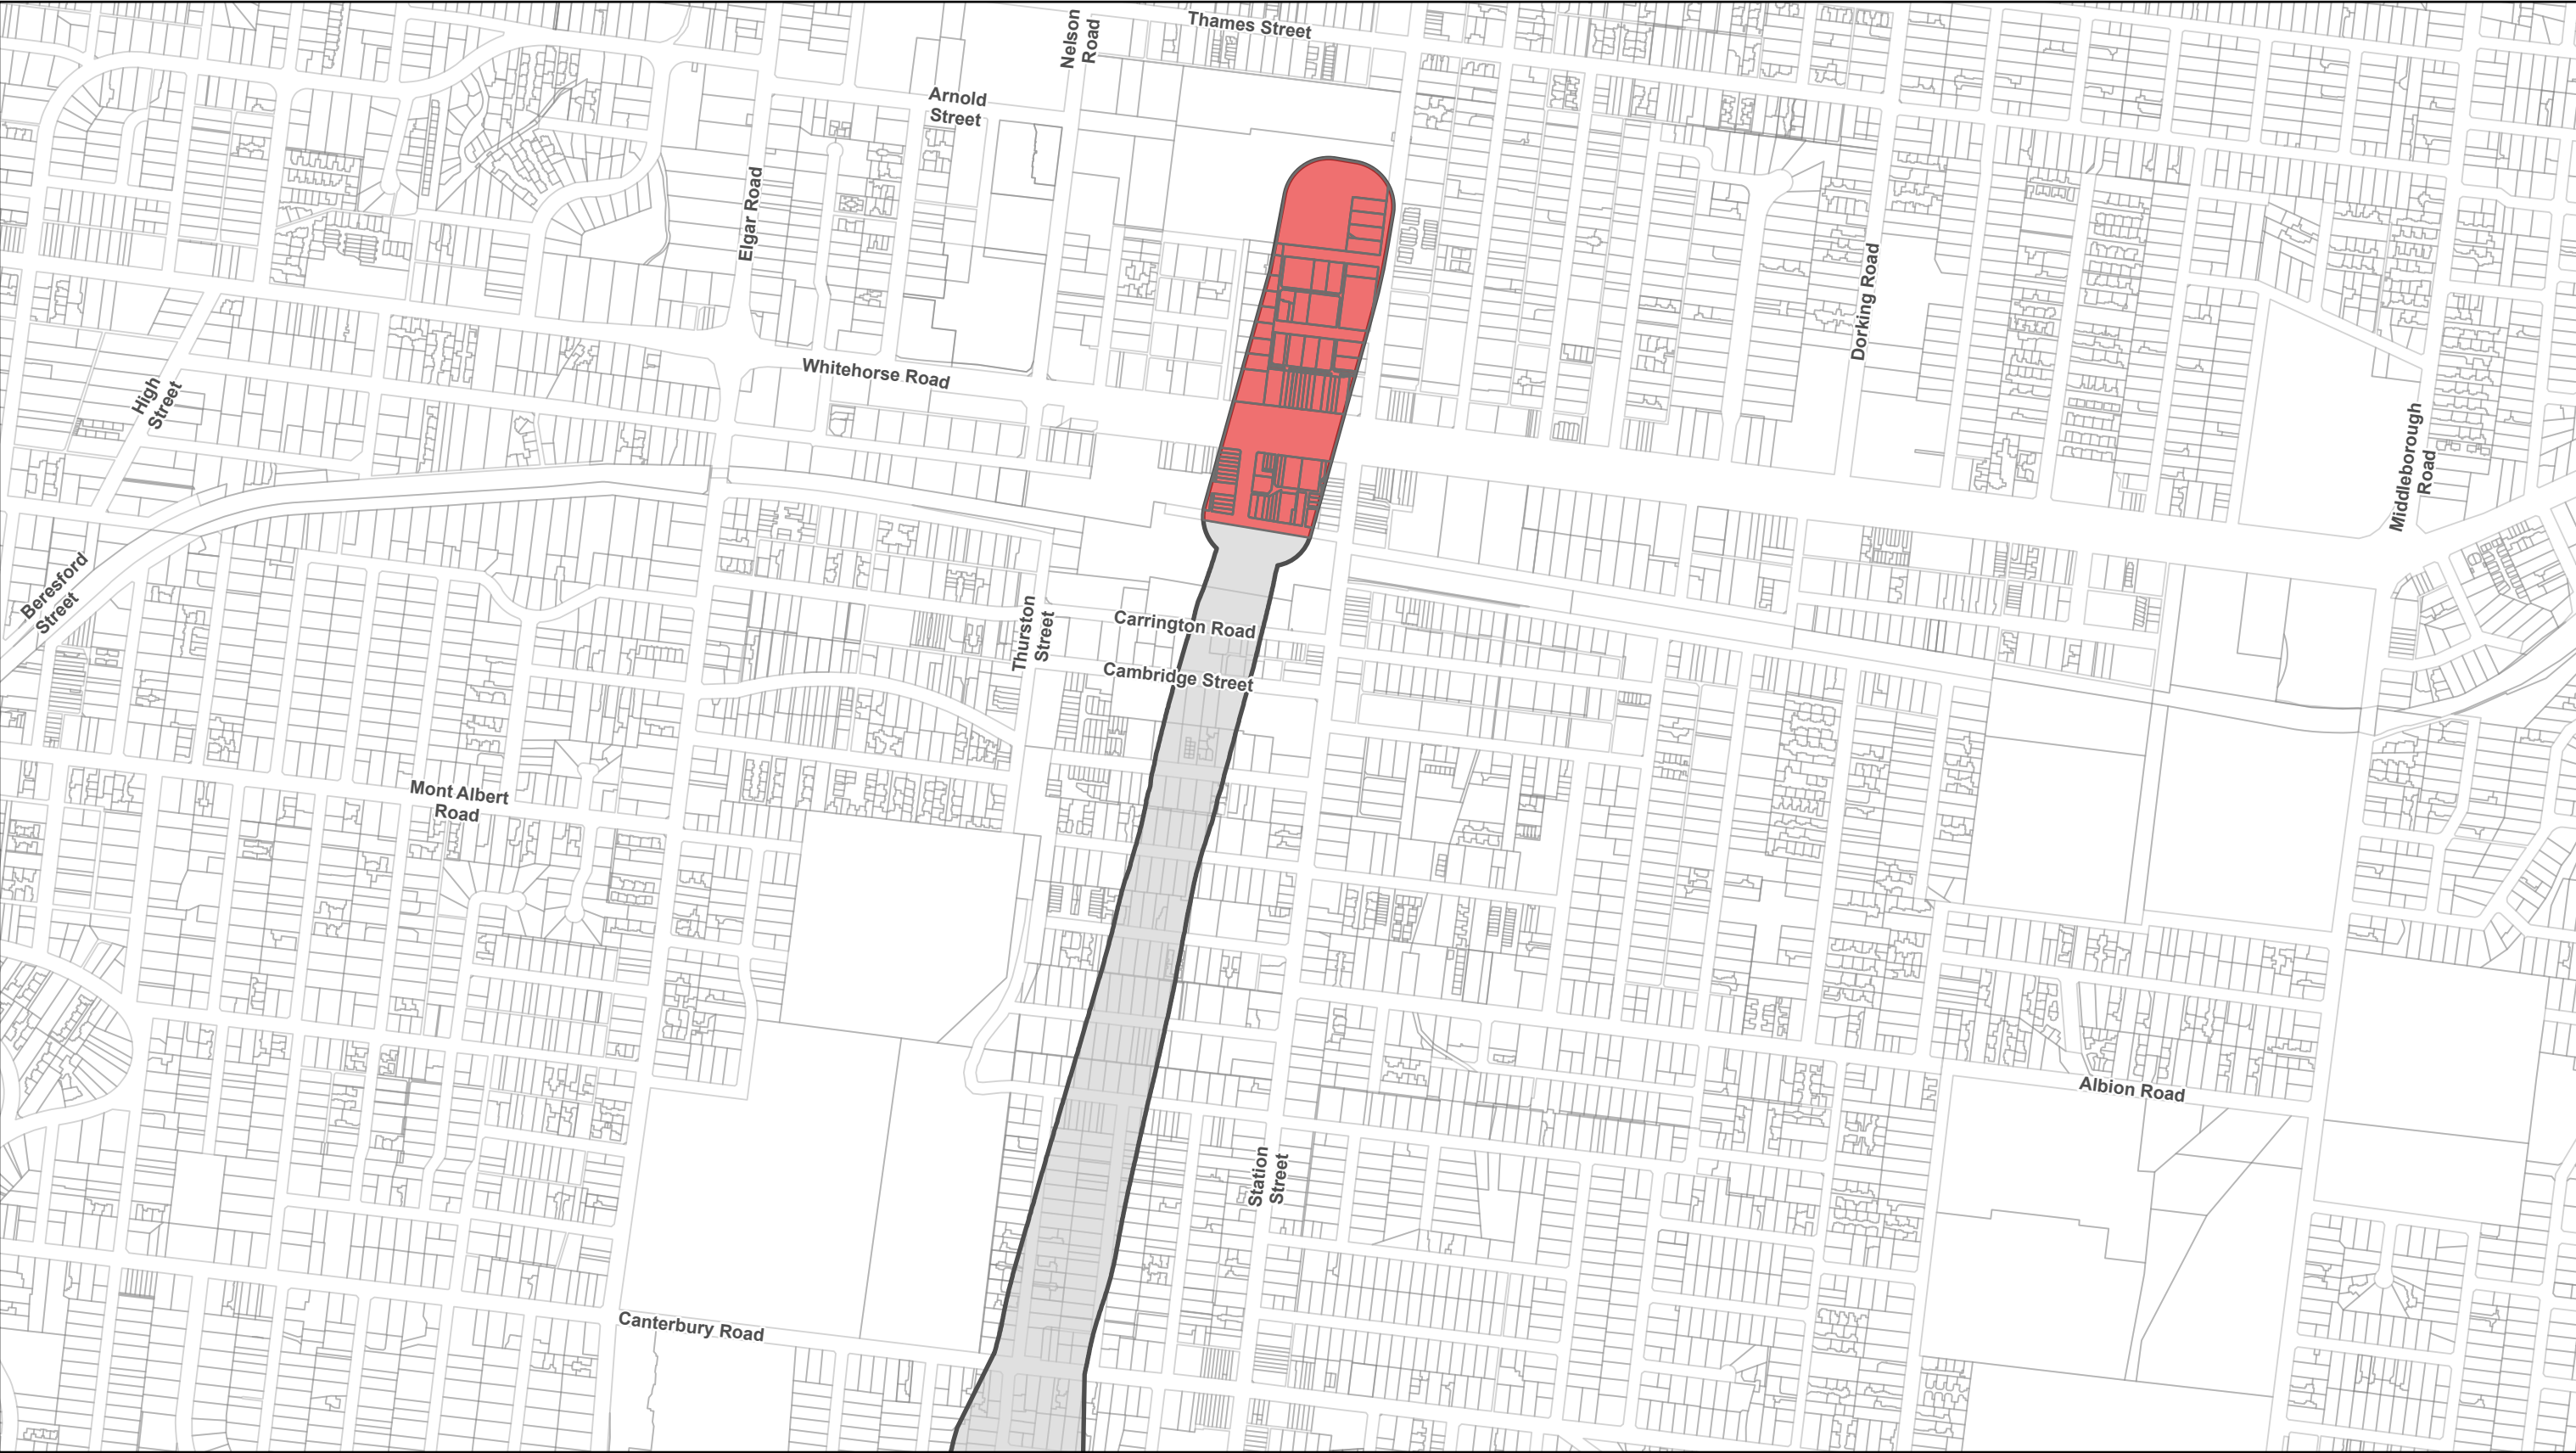 Thames Street
Nelson
Road
Arnold
Street
Elgar Road
Dorking Road
Whitehorse Road
High
Street
Middleborough
Road
Beresford
Street
Carrington Road
Thurston
Street
Cambridge Street
Mont Albert
Road
Albion Road
Station
Street
Canterbury Road